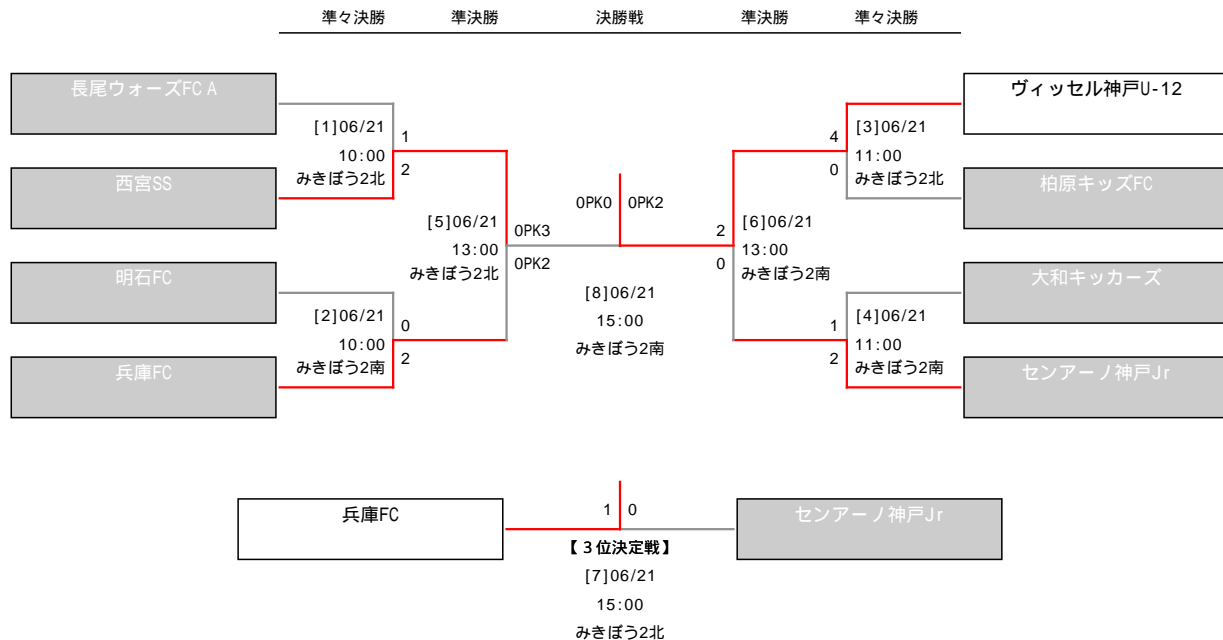 準々決勝 準決勝 決勝戦 準決勝 準々決勝
長尾ウォーズFC A
ヴィッセル神戸U-12
[1]06/21
10:00
みきぼう2北
1
2
4
0
[3]06/21
11:00
みきぼう2北
西宮SS
柏原キッズFC
[5]06/21
13:00
みきぼう2北
0PK3
0PK2
0PK0 0PK2
2
0
[6]06/21
13:00
みきぼう2南
明石FC
大和キッカーズ
[8]06/21
15:00
みきぼう2南
[2]06/21
10:00
みきぼう2南
0
2
1
2
[4]06/21
11:00
みきぼう2南
兵庫FC
センアーノ神戸Jr
兵庫FC
1 0
センアーノ神戸Jr
【３位決定戦】
[7]06/21
15:00
みきぼう2北